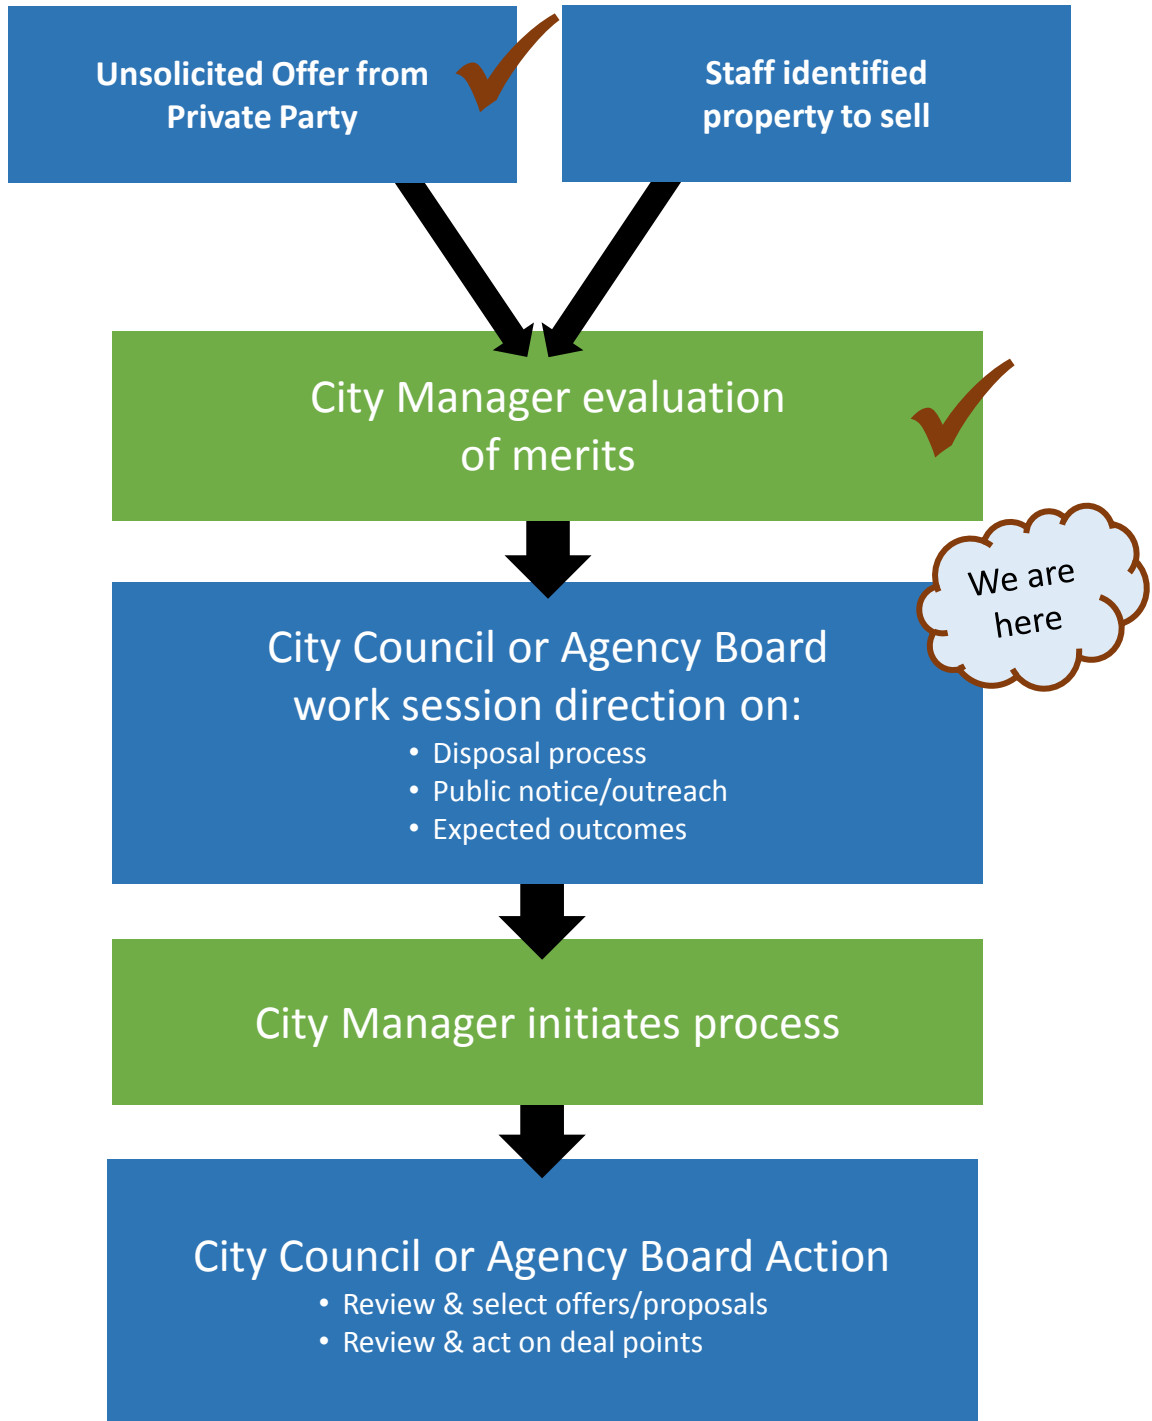 Unsolicited Offer from
Private Party
Staff identified
property to sell
City Manager evaluation
of merits
We are
here
City Council or Agency Board
work session direction on:
• Disposal process
• Public notice/outreach
• Expected outcomes
City Manager initiates process
City Council or Agency Board Action
• Review & select offers/proposals
• Review & act on deal points